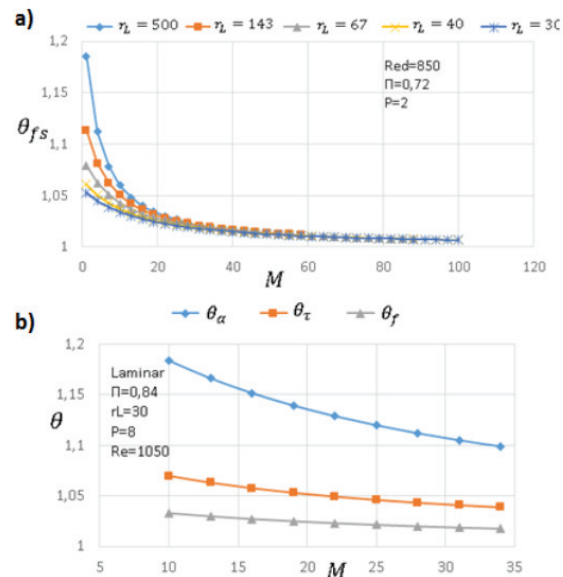 a)
r_L = 500 r_L = 143 r_L = 67 r_L = 40 r_L = 30
1,2
1,15
1,1
1,05
1
θ_fs
Red=850
Π=0,72
P=2
0 20 40 60 80 100 120
M
b)
θ_α θ_τ θ_f
1,2
1,15
1,1
1,05
1
θ
Laminar
Π=0,84
rL=30
P=8
Re=1050
5 10 15 20 25 30 35
M